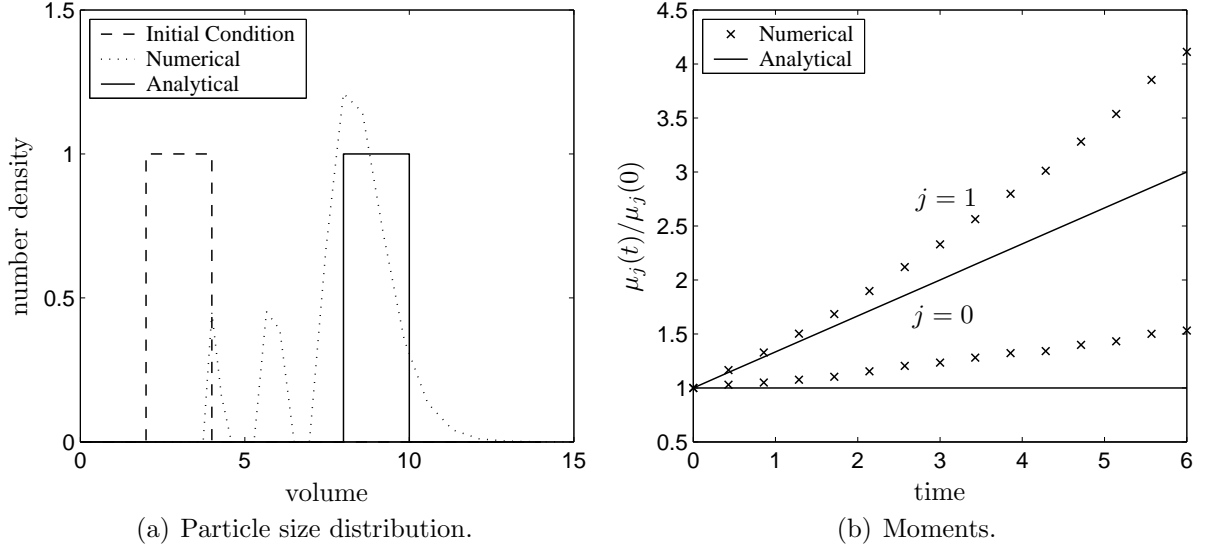 1.5
1
0.5
0
0
5
10
15
number density
volume
Initial Condition
Numerical
Analytical
(a) Particle size distribution.
4.5
4
3.5
3
2.5
2
1.5
1
0.5
0
1
2
3
4
5
6
μ_j(t)/μ_j(0)
time
Numerical
Analytical
j = 1
j = 0
(b) Moments.